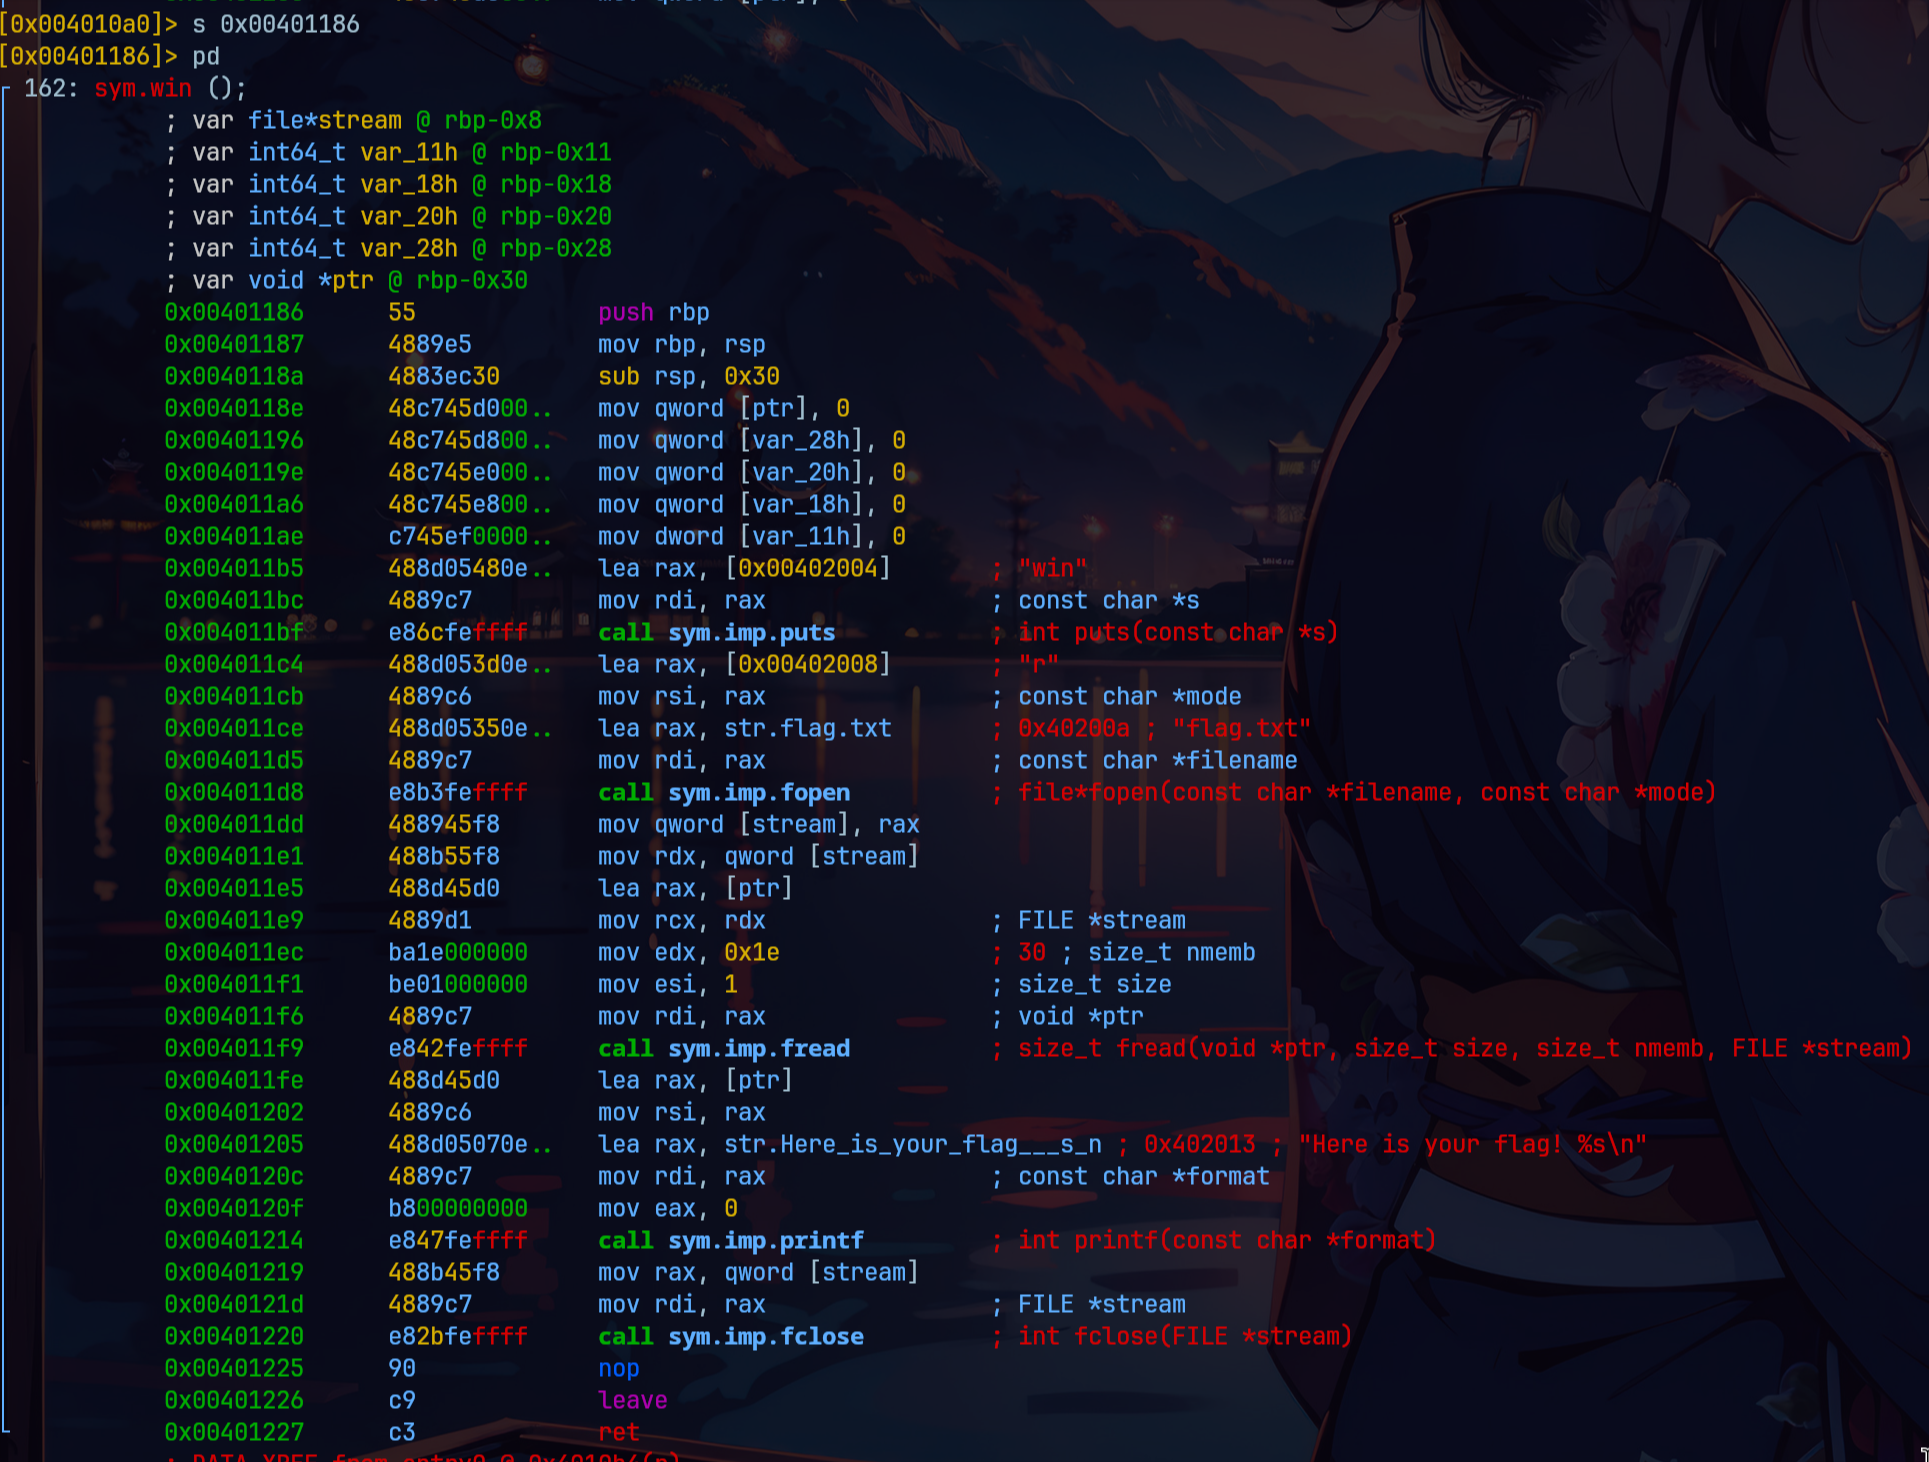 [0x004010a0]> s 0x00401186
[0x00401186]> pd
162: sym.win ();
; var file*stream @ rbp-0x8
; var int64_t var_11h @ rbp-0x11
; var int64_t var_18h @ rbp-0x18
; var int64_t var_20h @ rbp-0x20
; var int64_t var_28h @ rbp-0x28
; var void *ptr @ rbp-0x30
0x00401186 55 push rbp
0x00401187 4889e5 mov rbp, rsp
0x0040118a 4883ec30 sub rsp, 0x30
0x0040118e 48c745d000.. mov qword [ptr], 0
0x00401196 48c745d800.. mov qword [var_28h], 0
0x0040119e 48c745e000.. mov qword [var_20h], 0
0x004011a6 48c745e800.. mov qword [var_18h], 0
0x004011ae c745ef0000.. mov dword [var_11h], 0
0x004011b5 488d05480e.. lea rax, [0x00402004] ; "win"
0x004011bc 4889c7 mov rdi, rax ; const char *s
0x004011bf e86cfeffff call sym.imp.puts ; int puts(const char *s)
0x004011c4 488d053d0e.. lea rax, [0x00402008] ; "r"
0x004011cb 4889c6 mov rsi, rax ; const char *mode
0x004011ce 488d05350e.. lea rax, str.flag.txt ; 0x40200a ; "flag.txt"
0x004011d5 4889c7 mov rdi, rax ; const char *filename
0x004011d8 e8b3feffff call sym.imp.fopen ; file*fopen(const char *filename, const char *mode)
0x004011dd 488945f8 mov qword [stream], rax
0x004011e1 488b55f8 mov rdx, qword [stream]
0x004011e5 488d45d0 lea rax, [ptr]
0x004011e9 4889d1 mov rcx, rdx ; FILE *stream
0x004011ec ba1e000000 mov edx, 0x1e ; 30 ; size_t nmemb
0x004011f1 be01000000 mov esi, 1 ; size_t size
0x004011f6 4889c7 mov rdi, rax ; void *ptr
0x004011f9 e842feffff call sym.imp.fread ; size_t fread(void *ptr, size_t size, size_t nmemb, FILE *stream)
0x004011fe 488d45d0 lea rax, [ptr]
0x00401202 4889c6 mov rsi, rax
0x00401205 488d05070e.. lea rax, str.Here_is_your_flag___s_n ; 0x402013 ; "Here is your flag! %s\n"
0x0040120c 4889c7 mov rdi, rax ; const char *format
0x0040120f b800000000 mov eax, 0
0x00401214 e847feffff call sym.imp.printf ; int printf(const char *format)
0x00401219 488b45f8 mov rax, qword [stream]
0x0040121d 4889c7 mov rdi, rax ; FILE *stream
0x00401220 e82bfeffff call sym.imp.fclose ; int fclose(FILE *stream)
0x00401225 90 nop
0x00401226 c9 leave
0x00401227 c3 ret
; DATA XREF from entry0 @ 0x4010b4(r)